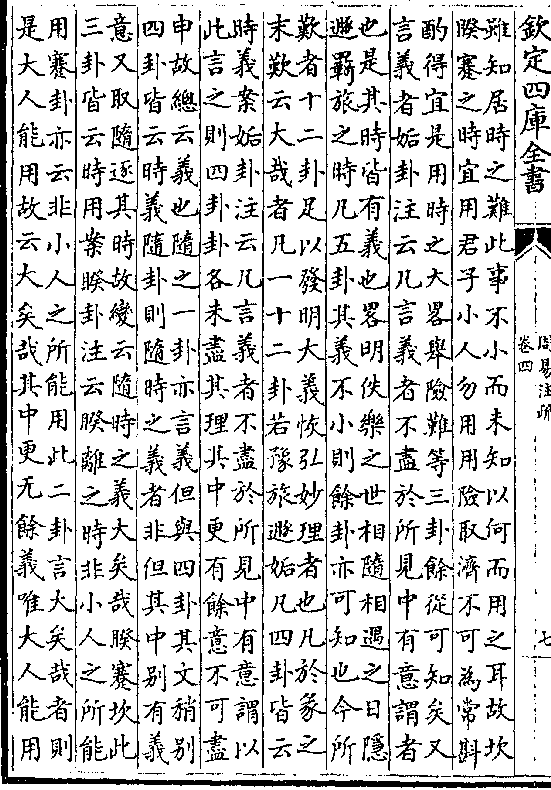 欽定四庫全書
周易注疏
卷四
七
雖知居時之難此事不小而未知以何而用之耳故坎
睽蹇之時宜用君子小人勿用用險取濟不可為常斟
酌得宜是用時之大畧舉險難等三卦餘從可知矣又
言義者姤卦注云凡言義者不盡於所見中有意謂者
也是其時皆有義也畧明佚樂之世相隨相遇之日隱
遯羇旅之時凡五卦其義不小則餘卦亦可知也今所
歎者十二卦足以發明大義恢弘妙理者也凡於彖之
末歎云大哉者凡一十二卦若豫旅遯姤凡四卦皆云
時義案姤卦注云凡言義者不盡於所見中有意謂以
此言之則四卦卦各未盡其理其中更有餘意不可盡
申故總云義也隨之一卦亦言義但與四卦其文稍别
四卦皆云時義隨卦則隨時之義者非但其中别有義
意又取隨逐其時故變云隨時之義大矣哉睽蹇坎此
三卦皆云時用案睽卦注云睽離之時非小人之所能
用蹇卦亦云非小人之所能用此二卦言大矣哉者則
是大人能用故云大矣哉其中更无餘義唯大人能用